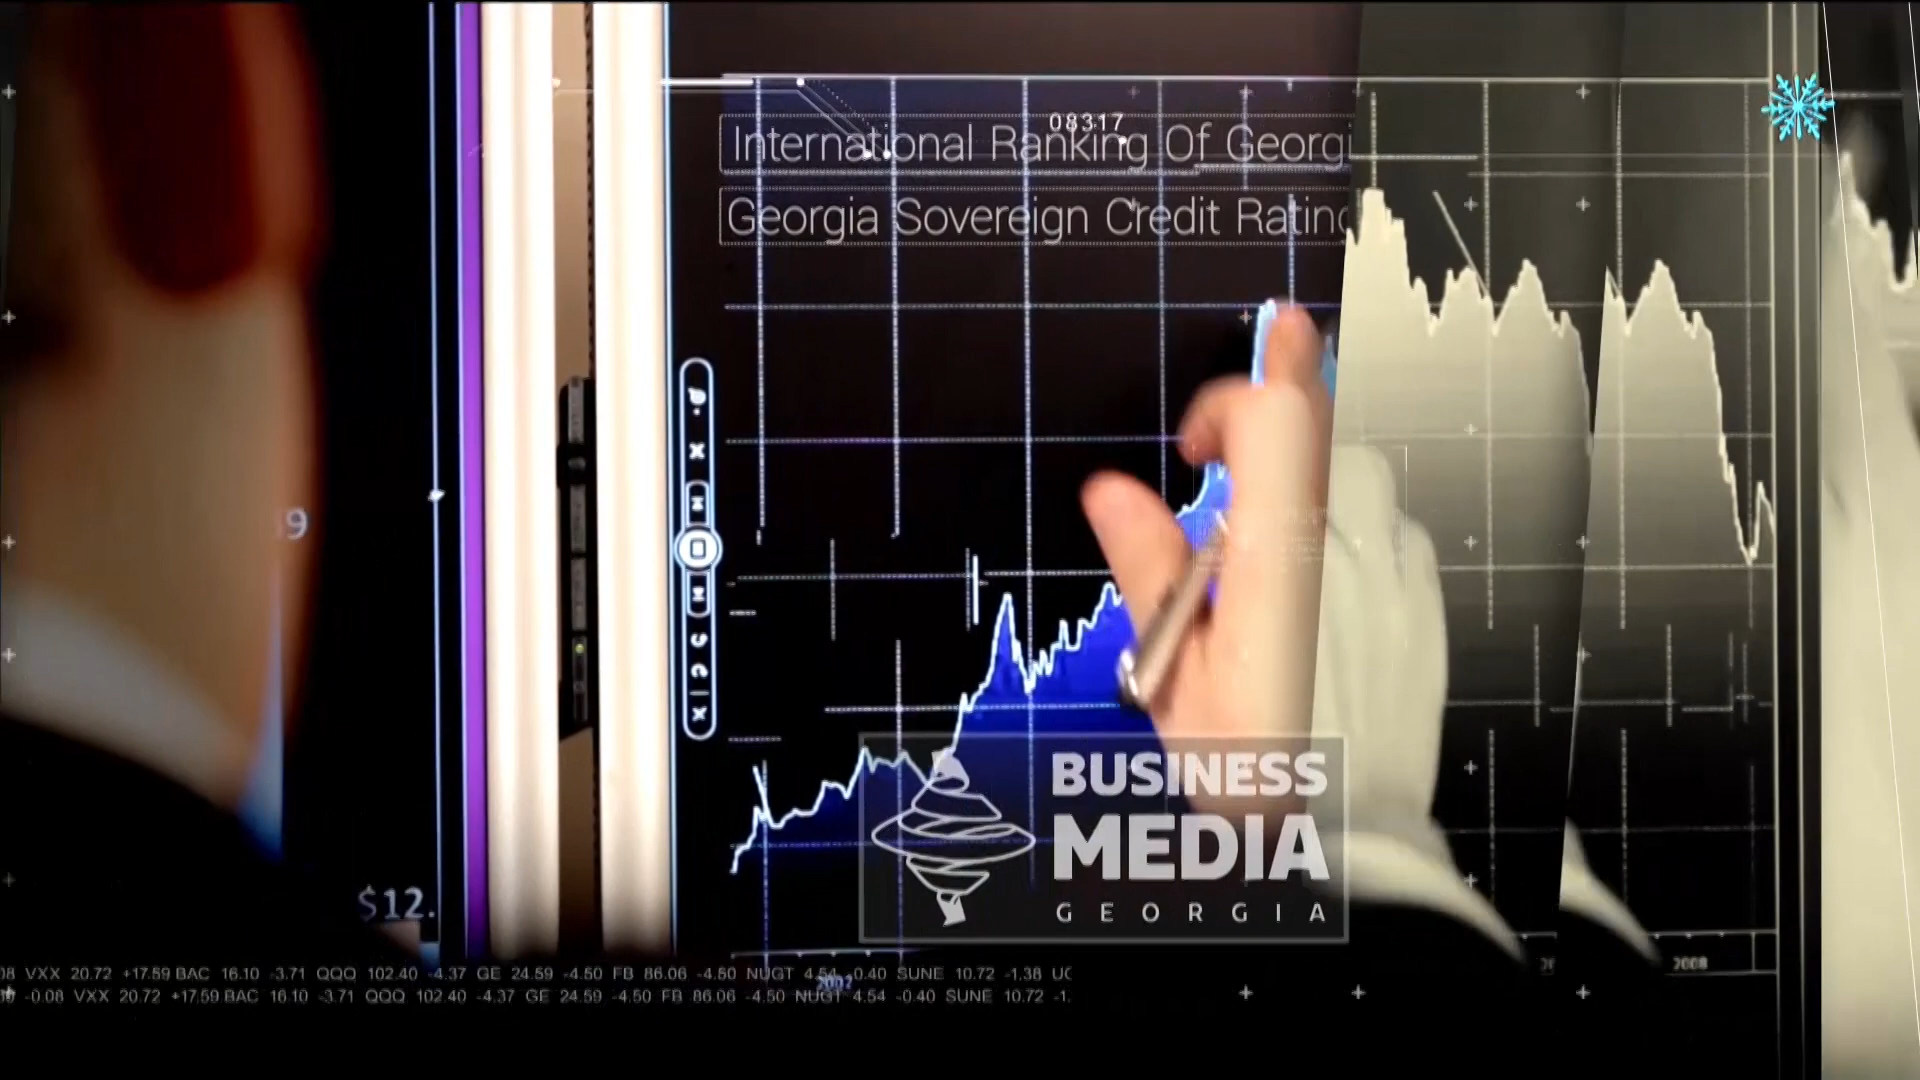 08317
International Ranking Of Georgi
Georgia Sovereign Credit Rating
9
$12.
BUSINESS
MEDIA
GEORGIA
2008
08 VXX 20.72 +17.59 BAC 16.10 -3.71 QQQ 102.40 -4.37 GE 24.59 -4.50 FB 86.06 -4.50 NUGT 4.54 -0.40 SUNE 10.72 -1.38 UC
2002
-0.08 VXX 20.72 +17.59 BAC 16.10 -3.71 QQQ 102.40 -4.37 GE 24.59 -4.50 FB 86.06 -4.50 NUGT 4.54 -0.40 SUNE 10.72 -1.